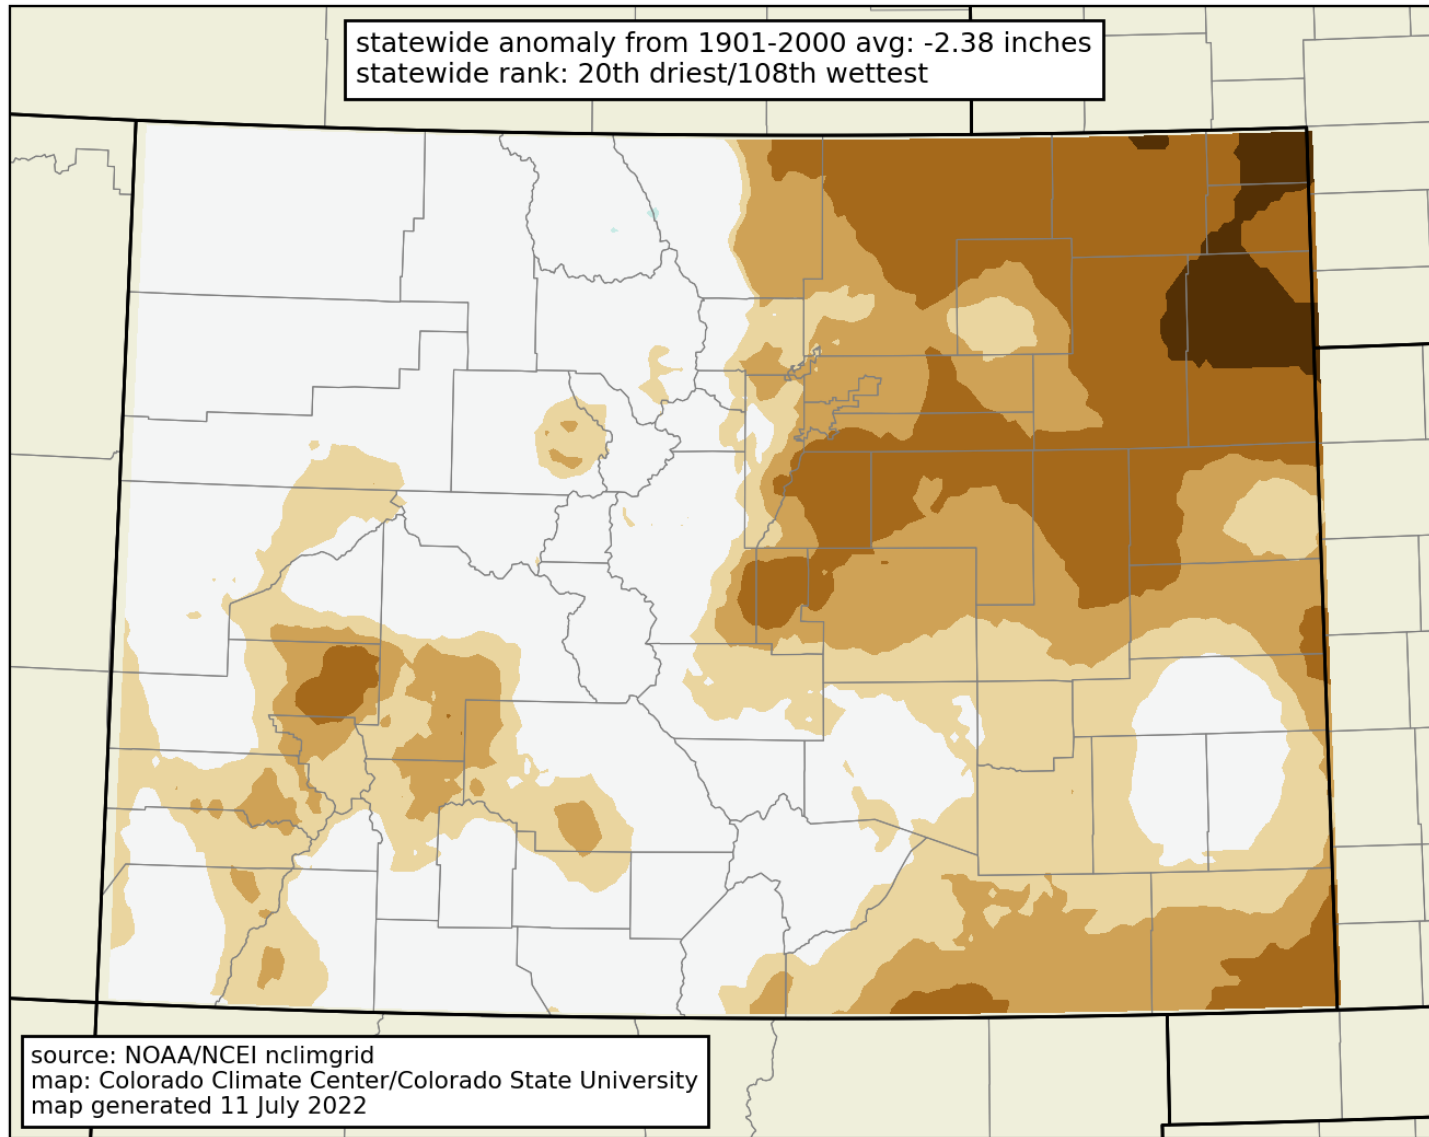 statewide anomaly from 1901-2000 avg: -2.38 inches
statewide rank: 20th driest/108th wettest
source: NOAA/NCEI nclimgrid
map: Colorado Climate Center/Colorado State University
map generated 11 July 2022